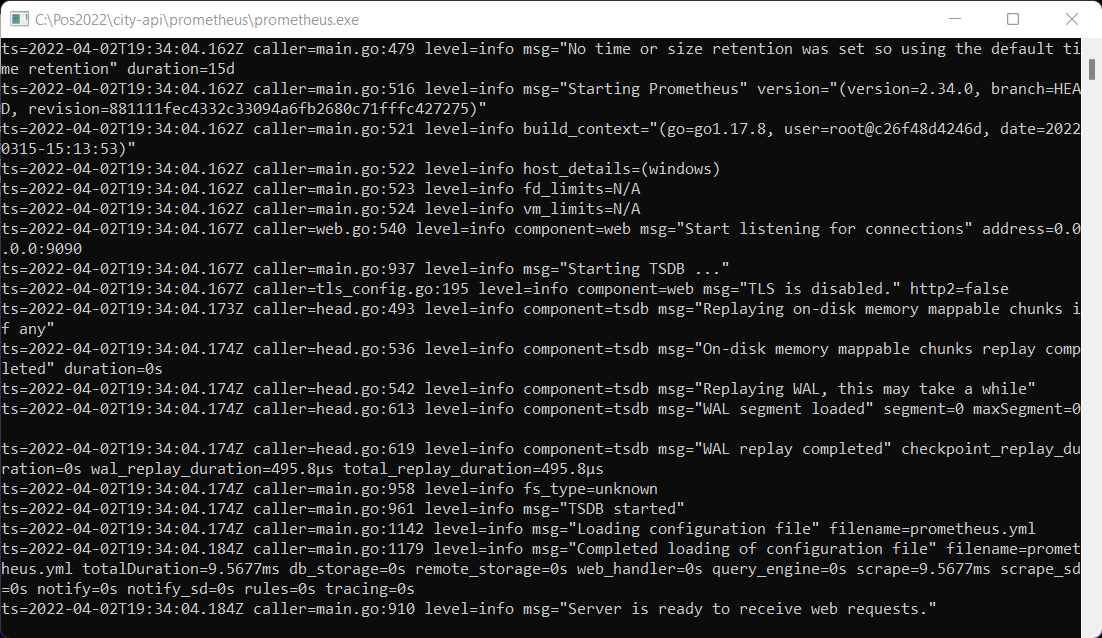 C:\Pos2022\city-api\prometheus\prometheus.exe
ts=2022-04-02T19:34:04.162Z caller=main.go:479 level=info msg="No time or size retention was set so using the default ti
me retention" duration=15d
ts=2022-04-02T19:34:04.162Z caller=main.go:516 level=info msg="Starting Prometheus" version="(version=2.34.0, branch=HEA
D, revision=881111fec4332c33094a6fb2680c71fffc427275)"
ts=2022-04-02T19:34:04.162Z caller=main.go:521 level=info build_context="(go=go1.17.8, user=root@c26f48d4246d, date=2022
0315-15:13:53)"
ts=2022-04-02T19:34:04.162Z caller=main.go:522 level=info host_details=(windows)
ts=2022-04-02T19:34:04.162Z caller=main.go:523 level=info fd_limits=N/A
ts=2022-04-02T19:34:04.162Z caller=main.go:524 level=info vm_limits=N/A
ts=2022-04-02T19:34:04.167Z caller=web.go:540 level=info component=web msg="Start listening for connections" address=0.0
.0.0:9090
ts=2022-04-02T19:34:04.167Z caller=main.go:937 level=info msg="Starting TSDB ..."
ts=2022-04-02T19:34:04.167Z caller=tls_config.go:195 level=info component=web msg="TLS is disabled." http2=false
ts=2022-04-02T19:34:04.173Z caller=head.go:493 level=info component=tsdb msg="Replaying on-disk memory mappable chunks i
f any"
ts=2022-04-02T19:34:04.174Z caller=head.go:536 level=info component=tsdb msg="On-disk memory mappable chunks replay comp
leted" duration=0s
ts=2022-04-02T19:34:04.174Z caller=head.go:542 level=info component=tsdb msg="Replaying WAL, this may take a while"
ts=2022-04-02T19:34:04.174Z caller=head.go:613 level=info component=tsdb msg="WAL segment loaded" segment=0 maxSegment=0
ts=2022-04-02T19:34:04.174Z caller=head.go:619 level=info component=tsdb msg="WAL replay completed" checkpoint_replay_du
ration=0s wal_replay_duration=495.8µs total_replay_duration=495.8µs
ts=2022-04-02T19:34:04.174Z caller=main.go:958 level=info fs_type=unknown
ts=2022-04-02T19:34:04.174Z caller=main.go:961 level=info msg="TSDB started"
ts=2022-04-02T19:34:04.174Z caller=main.go:1142 level=info msg="Loading configuration file" filename=prometheus.yml
ts=2022-04-02T19:34:04.184Z caller=main.go:1179 level=info msg="Completed loading of configuration file" filename=promet
heus.yml totalDuration=9.5677ms db_storage=0s remote_storage=0s web_handler=0s query_engine=0s scrape=9.5677ms scrape_sd
=0s notify=0s notify_sd=0s rules=0s tracing=0s
ts=2022-04-02T19:34:04.184Z caller=main.go:910 level=info msg="Server is ready to receive web requests."